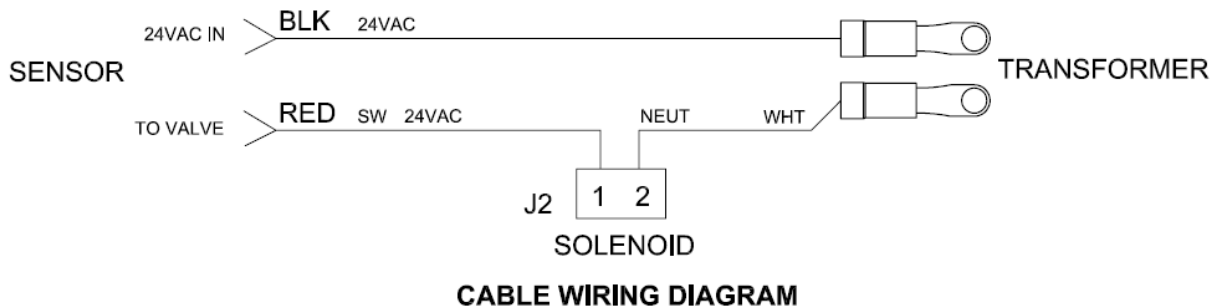 24VAC IN BLK 24VAC
SENSOR TRANSFORMER
TO VALVE RED SW 24VAC NEUT WHT
J2 1 2
SOLENOID
CABLE WIRING DIAGRAM